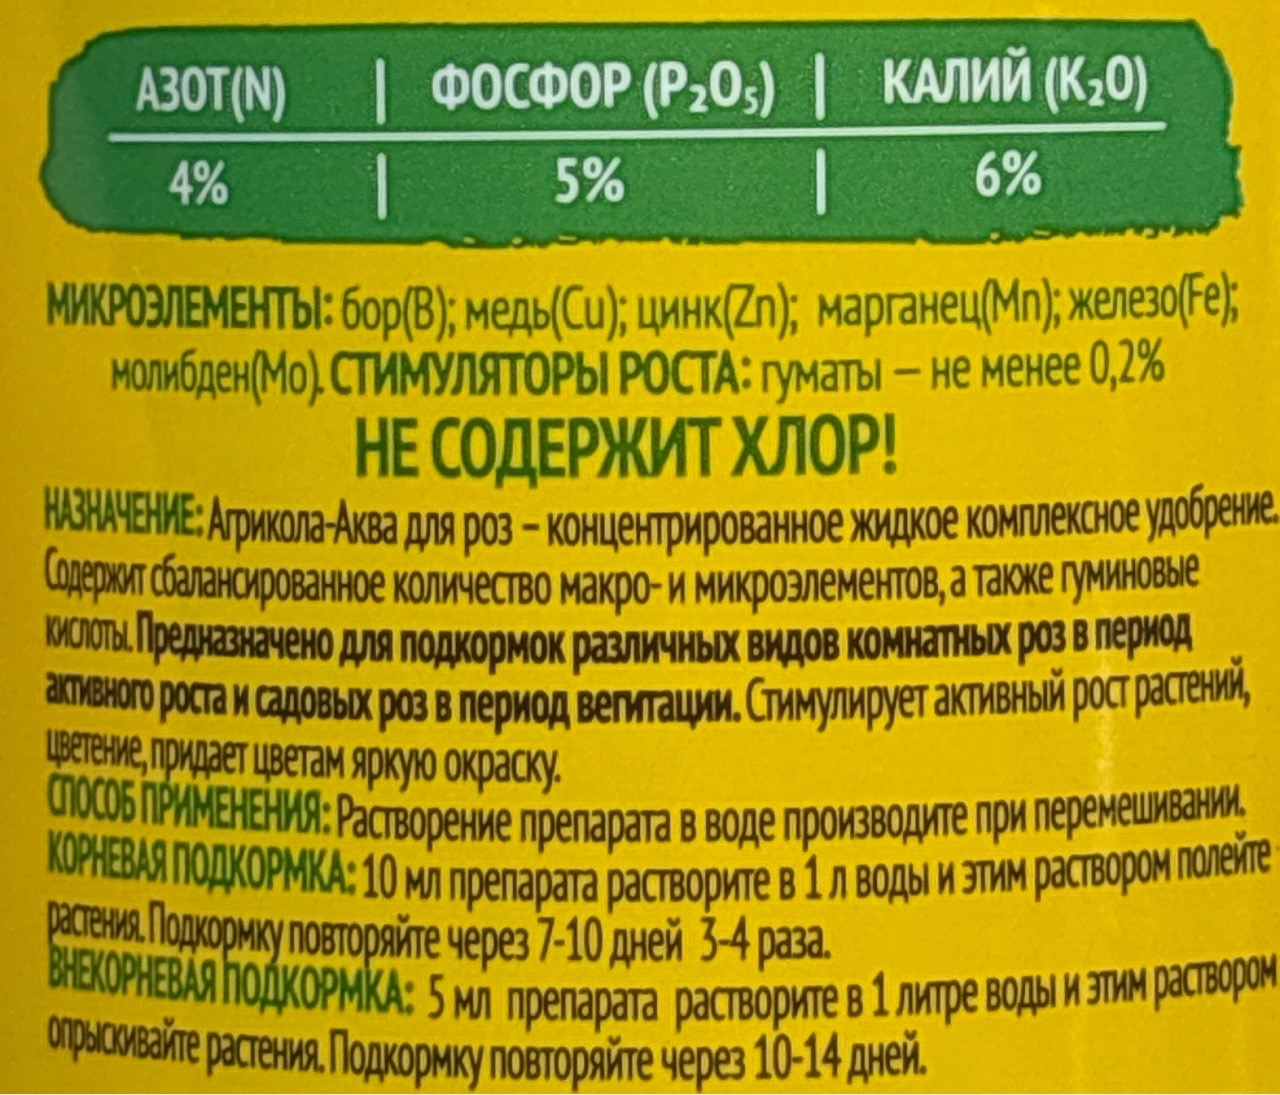 АЗОТ(N) | ФОСФОР (P₂O₅) | КАЛИЙ (K₂O)
4% | 5% | 6%
МИКРОЭЛЕМЕНТЫ: бор(B); медь(Cu); цинк(Zn); марганец(Mn); железо(Fe);
молибден(Mo). СТИМУЛЯТОРЫ РОСТА: гуматы – не менее 0,2%
НЕ СОДЕРЖИТ ХЛОР!
НАЗНАЧЕНИЕ: Агрикола-Аква для роз – концентрированное жидкое комплексное удобрение.
Содержит сбалансированное количество макро- и микроэлементов, а также гуминовые
кислоты. Предназначено для подкормок различных видов комнатных роз в период
активного роста и садовых роз в период вегитации. Стимулирует активный рост растений,
цветение, придает цветам яркую окраску.
СПОСОБ ПРИМЕНЕНИЯ: Растворение препарата в воде производите при перемешивании.
КОРНЕВАЯ ПОДКОРМКА: 10 мл препарата растворите в 1 л воды и этим раствором полейте
растения. Подкормку повторяйте через 7-10 дней 3-4 раза.
ВНЕКОРНЕВАЯ ПОДКОРМКА: 5 мл препарата растворите в 1 литре воды и этим раствором
опрыскивайте растения. Подкормку повторяйте через 10-14 дней.